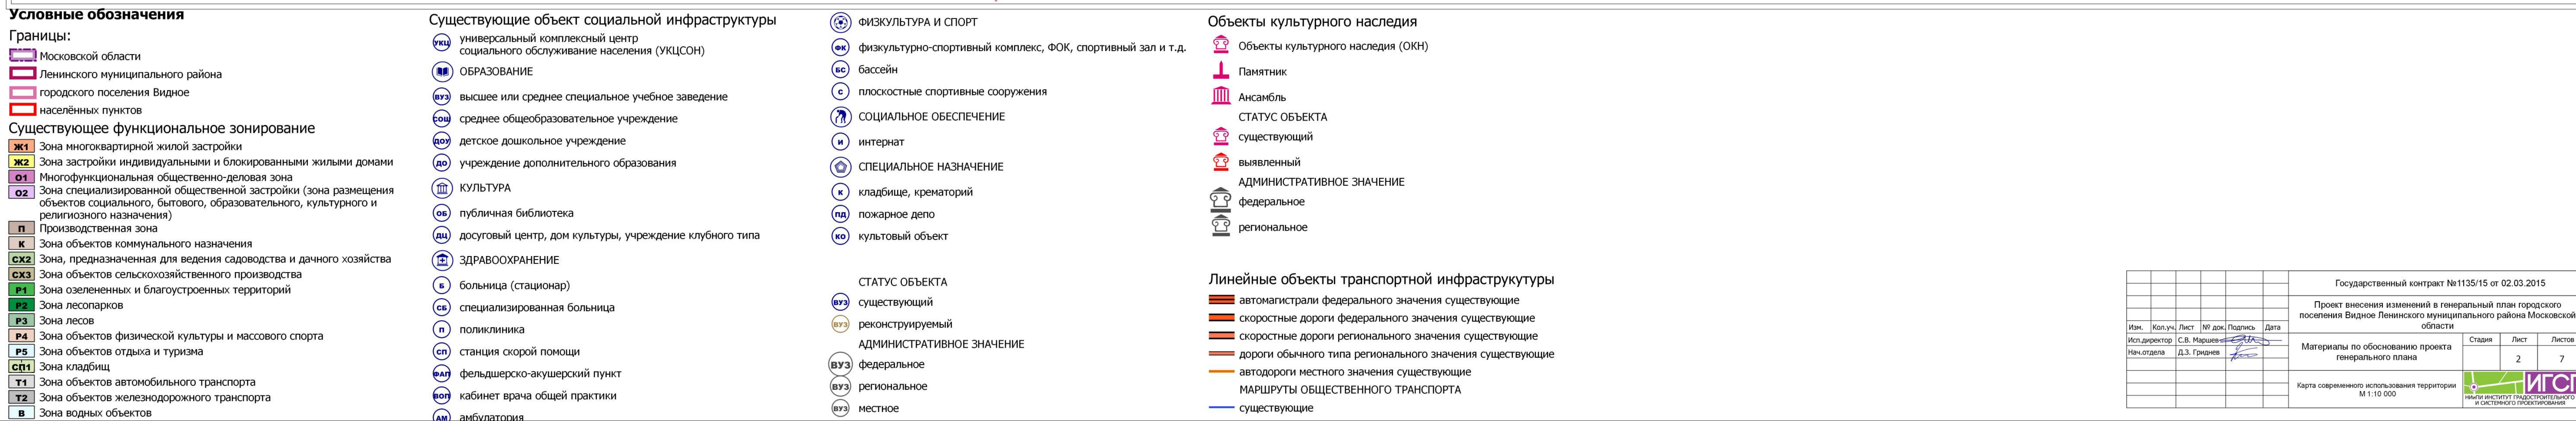 Условные обозначения
Границы:
Московской области
Ленинского муниципального района
городского поселения Видное
населённых пунктов
Существующее функциональное зонирование
Ж1 Зона многоквартирной жилой застройки
Ж2 Зона застройки индивидуальными и блокированными жилыми домами
О1 Многофункциональная общественно-деловая зона
О2 Зона специализированной общественной застройки (зона размещения
объектов социального, бытового, образовательного, культурного и
религиозного назначения)
П Производственная зона
К Зона объектов коммунального назначения
СХ2 Зона, предназначенная для ведения садоводства и дачного хозяйства
СХ3 Зона объектов сельскохозяйственного производства
Р1 Зона озелененных и благоустроенных территорий
Р2 Зона лесопарков
Р3 Зона лесов
Р4 Зона объектов физической культуры и массового спорта
Р5 Зона объектов отдыха и туризма
СП1 Зона кладбищ
Т1 Зона объектов автомобильного транспорта
Т2 Зона объектов железнодорожного транспорта
В Зона водных объектов
Существующие объект социальной инфраструктуры
УКЦ универсальный комплексный центр
социального обслуживание населения (УКЦСОН)
ОБРАЗОВАНИЕ
ВУЗ высшее или среднее специальное учебное заведение
СОШ среднее общеобразовательное учреждение
ДОУ детское дошкольное учреждение
ДО учреждение дополнительного образования
КУЛЬТУРА
ОБ публичная библиотека
ДЦ досуговый центр, дом культуры, учреждение клубного типа
ЗДРАВООХРАНЕНИЕ
Б больница (стационар)
СБ специализированная больница
П поликлиника
СП станция скорой помощи
ФАП фельдшерско-акушерский пункт
ВОП кабинет врача общей практики
АМ амбулатория
ФИЗКУЛЬТУРА И СПОРТ
ФК физкультурно-спортивный комплекс, ФОК, спортивный зал и т.д.
БС бассейн
С плоскостные спортивные сооружения
СОЦИАЛЬНОЕ ОБЕСПЕЧЕНИЕ
И интернат
СПЕЦИАЛЬНОЕ НАЗНАЧЕНИЕ
К кладбище, крематорий
ПД пожарное депо
КО культовый объект
СТАТУС ОБЪЕКТА
ВУЗ существующий
ВУЗ реконструируемый
АДМИНИСТРАТИВНОЕ ЗНАЧЕНИЕ
ВУЗ федеральное
ВУЗ региональное
ВУЗ местное
Объекты культурного наследия
Объекты культурного наследия (ОКН)
Памятник
Ансамбль
СТАТУС ОБЪЕКТА
существующий
выявленный
АДМИНИСТРАТИВНОЕ ЗНАЧЕНИЕ
федеральное
региональное
Линейные объекты транспортной инфраструкутуры
автомагистрали федерального значения существующие
скоростные дороги федерального значения существующие
скоростные дороги регионального значения существующие
дороги обычного типа регионального значения существующие
автодороги местного значения существующие
МАРШРУТЫ ОБЩЕСТВЕННОГО ТРАНСПОРТА
существующие
Государственный контракт №1135/15 от 02.03.2015
Проект внесения изменений в генеральный план городского
поселения Видное Ленинского муниципального района Московской
области
Изм. Кол.уч. Лист № док. Подпись Дата
Исп.директор С.В. Маршев
Нач.отдела Д.З. Гриднев
Материалы по обоснованию проекта
генерального плана
Стадия Лист Листов
2 7
Карта современного использования территории
М 1:10 000
ИГСП
НИиПИ ИНСТИТУТ ГРАДОСТРОИТЕЛЬНОГО
И СИСТЕМНОГО ПРОЕКТИРОВАНИЯ